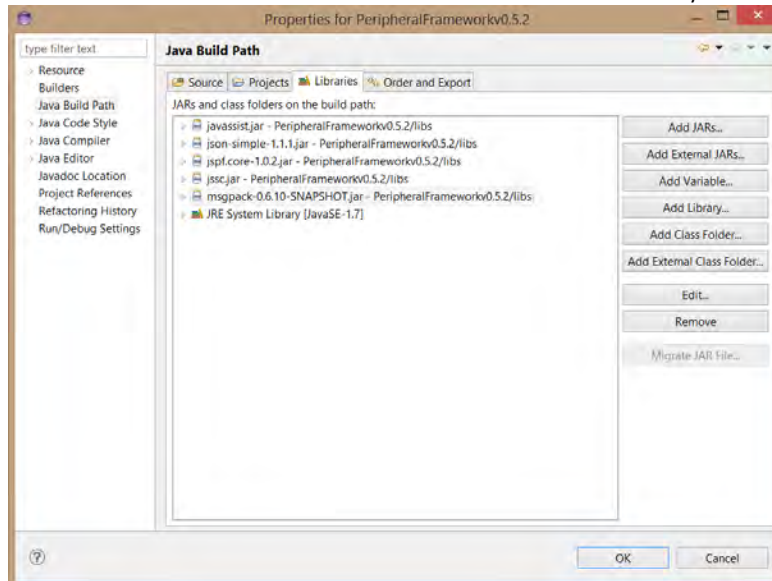 Properties for PeripheralFrameworkv0.5.2
type filter text
Resource
Builders
Java Build Path
Java Code Style
Java Compiler
Java Editor
Javadoc Location
Project References
Refactoring History
Run/Debug Settings
Java Build Path
Source Projects Libraries Order and Export
JARs and class folders on the build path:
javassist.jar - PeripheralFrameworkv0.5.2/libs
json-simple-1.1.1.jar - PeripheralFrameworkv0.5.2/libs
jspf.core-1.0.2.jar - PeripheralFrameworkv0.5.2/libs
jssc.jar - PeripheralFrameworkv0.5.2/libs
msgpack-0.6.10-SNAPSHOT.jar - PeripheralFrameworkv0.5.2/libs
JRE System Library [JavaSE-1.7]
Add JARs...
Add External JARs...
Add Variable...
Add Library...
Add Class Folder...
Add External Class Folder...
Edit...
Remove
Migrate JAR File...
OK Cancel